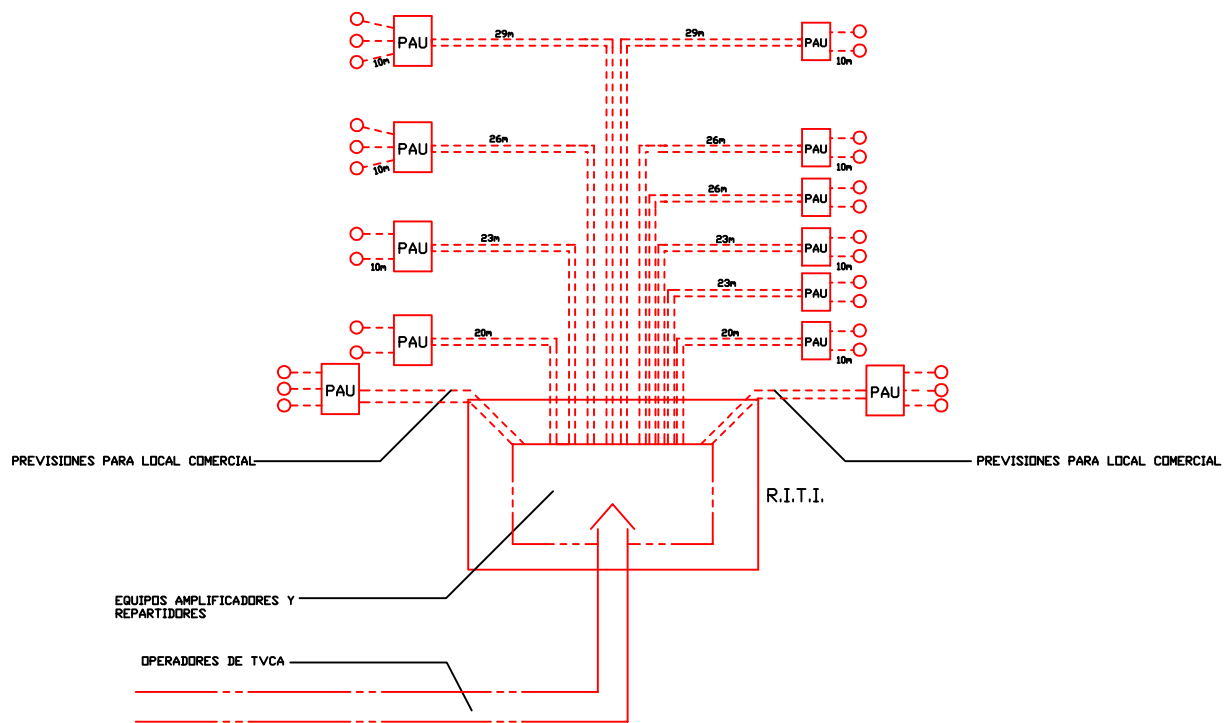 29m
29m
PAU
PAU
10m
10m
26m
26m
PAU
PAU
10m
10m
26m
PAU
23m
23m
PAU
PAU
10m
10m
23m
PAU
20m
20m
PAU
PAU
10m
PAU
PAU
PREVISIONES PARA LOCAL COMERCIAL
PREVISIONES PARA LOCAL COMERCIAL
R.I.T.I.
EQUIPOS AMPLIFICADORES Y
REPARTIDORES
OPERADORES DE TVCA